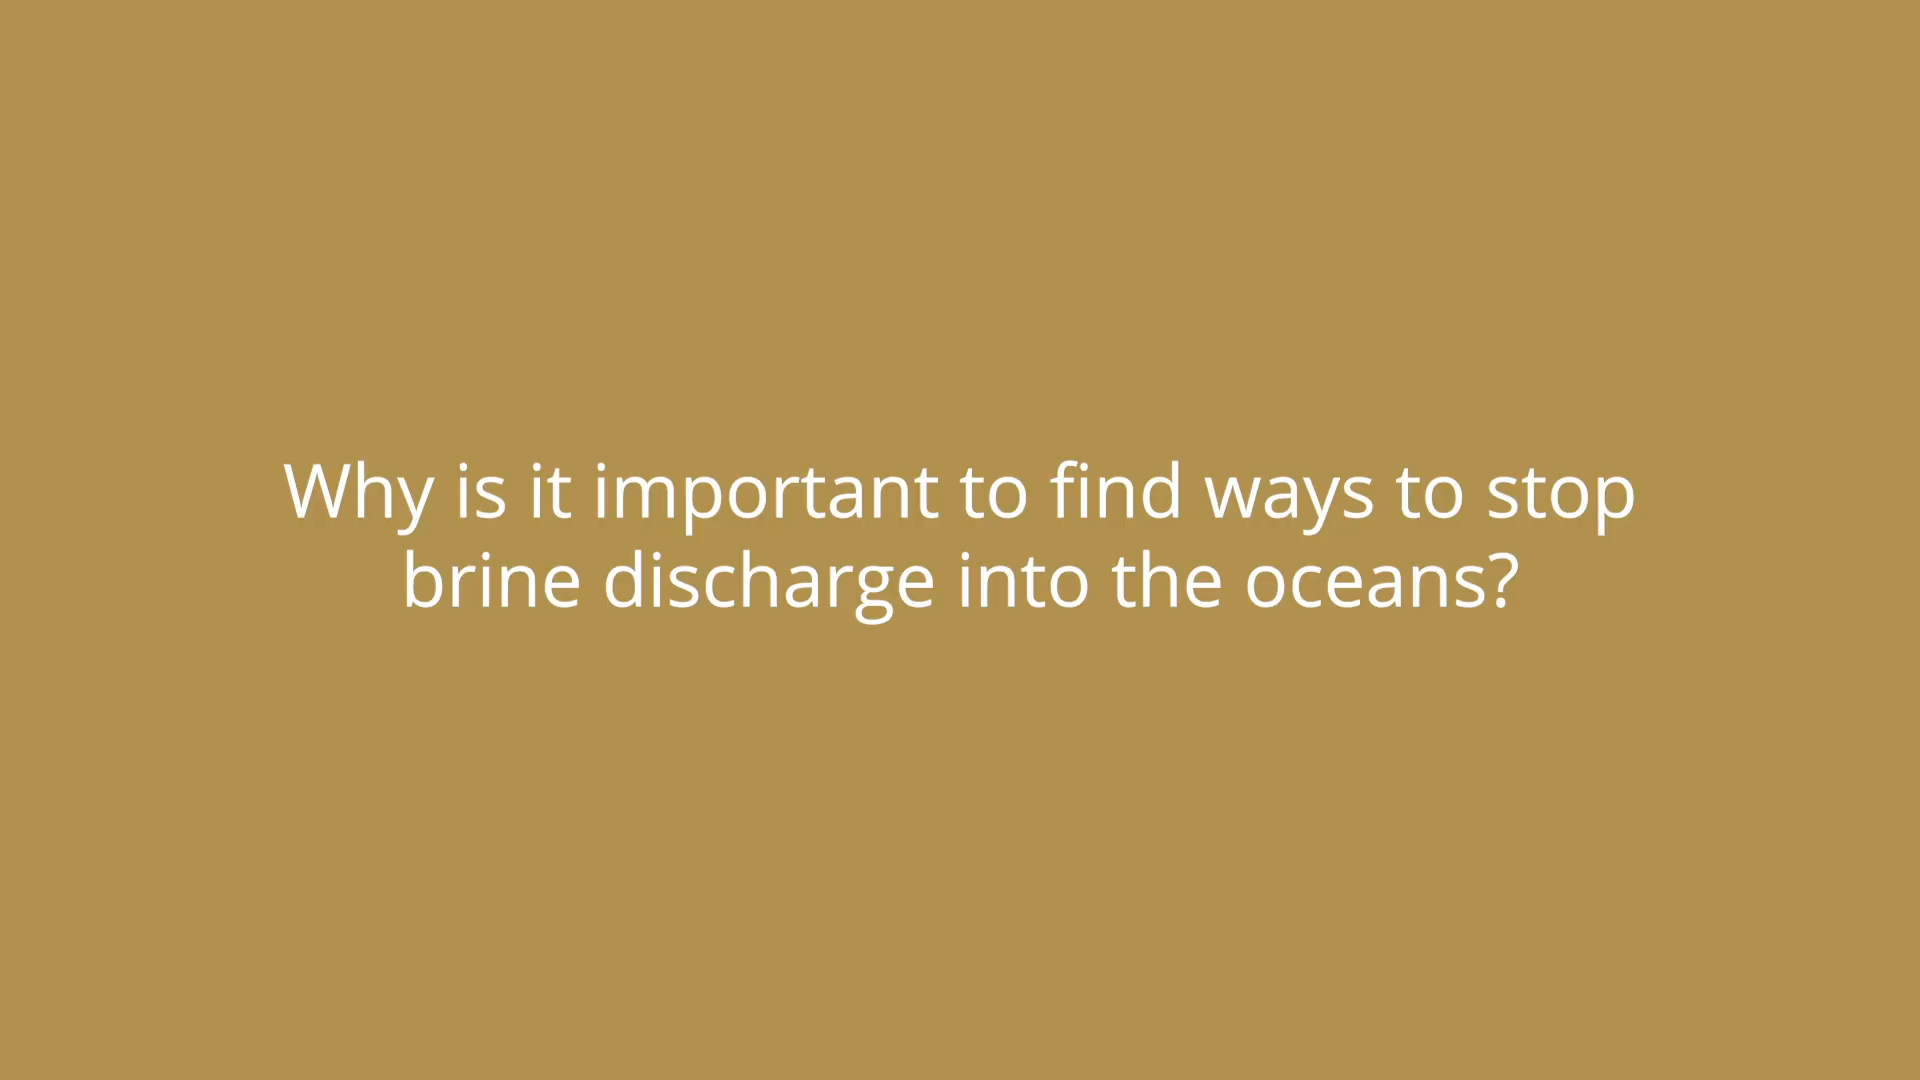 Why is it important to find ways to stop
brine discharge into the oceans?